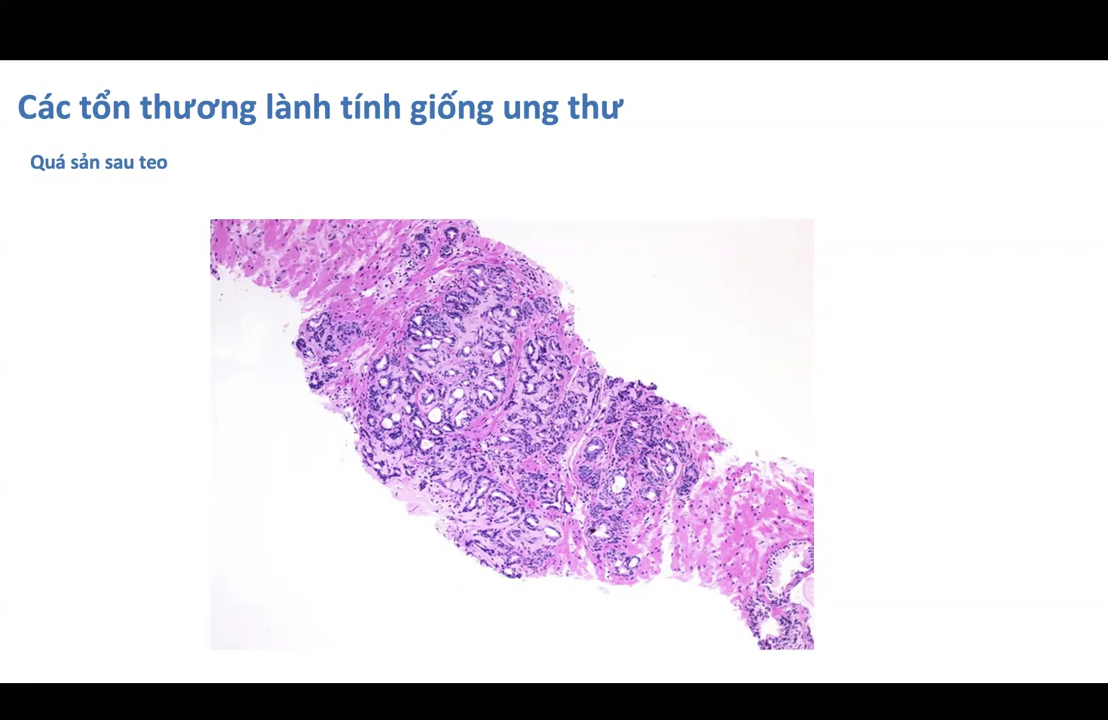 Các tổn thương lành tính giống ung thư
Quá sản sau teo